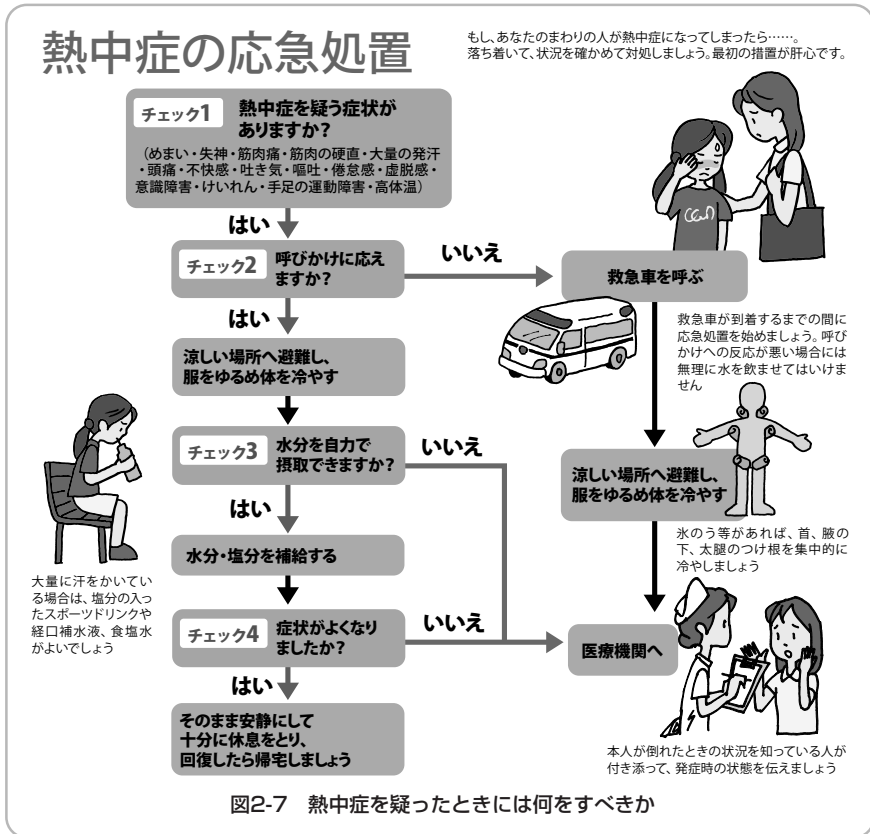 熱中症の応急処置
もし、あなたのまわりの人が熱中症になってしまったら……。
落ち着いて、状況を確かめて対処しましょう。最初の措置が肝心です。
チェック1
熱中症を疑う症状が
ありますか?
（めまい・失神・筋肉痛・筋肉の硬直・大量の発汗
・頭痛・不快感・吐き気・嘔吐・倦怠感・虚脱感・
意識障害・けいれん・手足の運動障害・高体温）
はい
チェック2
呼びかけに応え
ますか?
いいえ
救急車を呼ぶ
はい
救急車が到着するまでの間に
応急処置を始めましょう。呼び
かけへの反応が悪い場合には
無理に水を飲ませてはいけま
せん
涼しい場所へ避難し、
服をゆるめ体を冷やす
チェック3
水分を自力で
摂取できますか?
いいえ
涼しい場所へ避難し、
服をゆるめ体を冷やす
はい
氷のう等があれば、首、腋の
下、太腿のつけ根を集中的に
冷やしましょう
水分・塩分を補給する
大量に汗をかいてい
る場合は、塩分の入っ
たスポーツドリンクや
経口補水液、食塩水
がよいでしょう
チェック4
症状がよくなり
ましたか?
いいえ
医療機関へ
はい
そのまま安静にして
十分に休息をとり、
回復したら帰宅しましょう
本人が倒れたときの状況を知っている人が
付き添って、発症時の状態を伝えましょう
図2-7 熱中症を疑ったときには何をすべきか